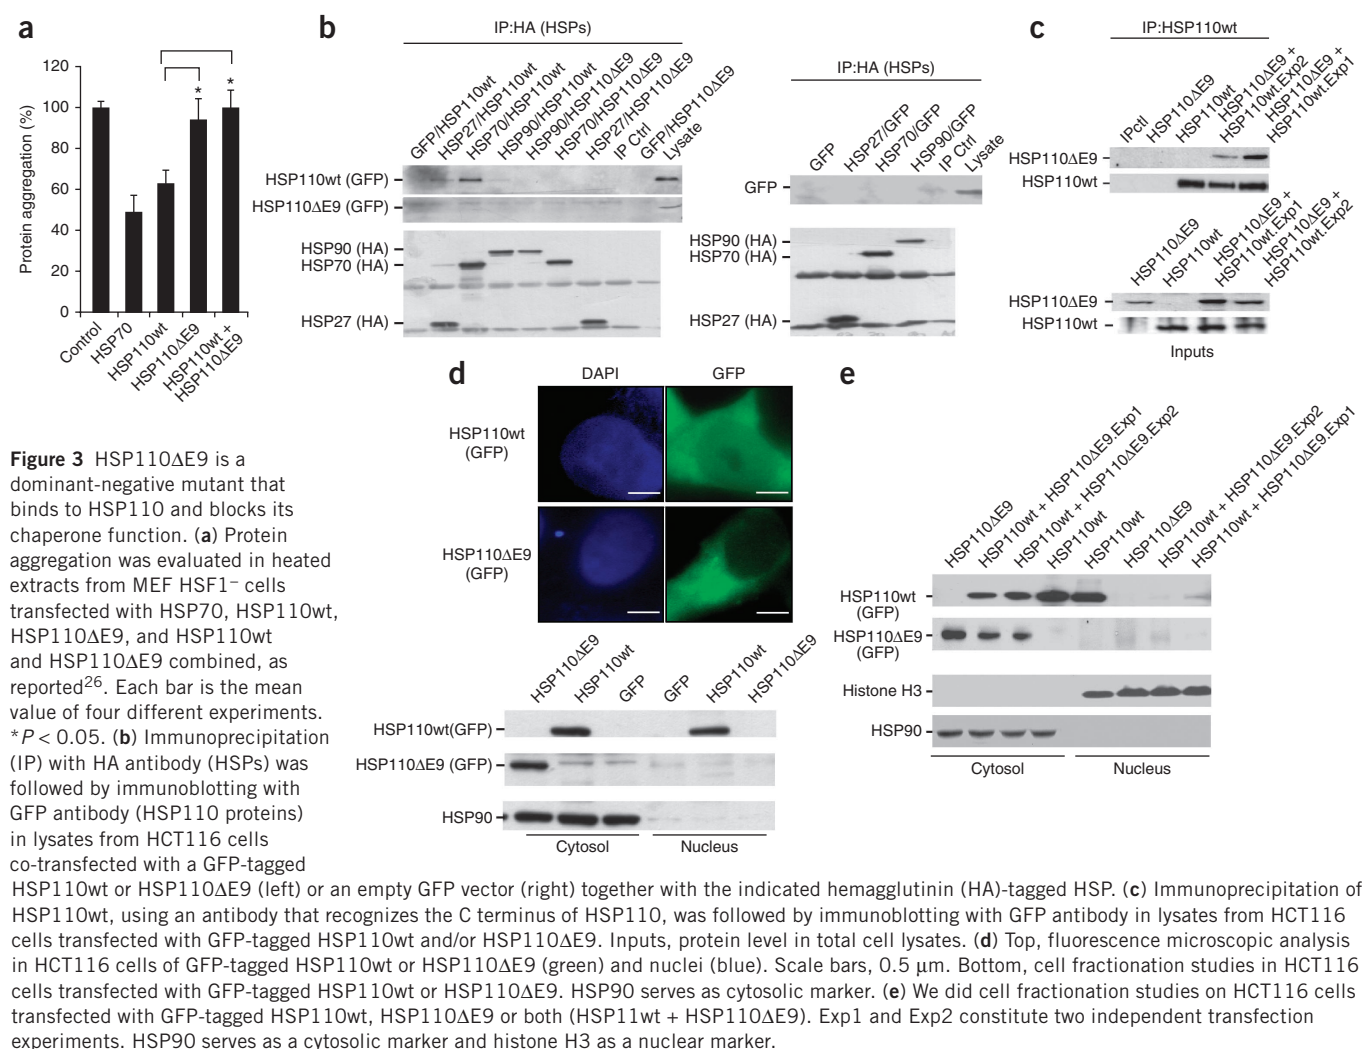 a
120
100
80
60
40
20
0
Protein aggregation (%)
*
*
Control
HSP70
HSP110wt
HSP110ΔE9
HSP110wt +
HSP110ΔE9
b
IP:HA (HSPs)
GFP/HSP110wt
HSP27/HSP110wt
HSP70/HSP110wt
HSP90/HSP110wt
HSP90/HSP110ΔE9
HSP70/HSP110ΔE9
HSP27/HSP110ΔE9
IP Ctrl
GFP/HSP110ΔE9
Lysate
HSP110wt (GFP)
HSP110ΔE9 (GFP)
HSP90 (HA)
HSP70 (HA)
HSP27 (HA)
IP:HA (HSPs)
GFP
HSP27/GFP
HSP70/GFP
HSP90/GFP
IP Ctrl
Lysate
GFP
HSP90 (HA)
HSP70 (HA)
HSP27 (HA)
c
IP:HSP110wt
IPctl
HSP110ΔE9
HSP110wt
HSP110ΔE9 +
HSP110wt.Exp2
HSP110ΔE9 +
HSP110wt.Exp1
HSP110ΔE9
HSP110wt
HSP110ΔE9
HSP110wt
HSP110ΔE9 +
HSP110wt.Exp1
HSP110ΔE9 +
HSP110wt.Exp2
HSP110ΔE9
HSP110wt
Inputs
d
DAPI
GFP
HSP110wt
(GFP)
HSP110ΔE9
(GFP)
HSP110ΔE9
HSP110wt
GFP
GFP
HSP110wt
HSP110ΔE9
HSP110wt(GFP)
HSP110ΔE9 (GFP)
HSP90
Cytosol
Nucleus
e
HSP110ΔE9
HSP110wt + HSP110ΔE9.Exp1
HSP110wt + HSP110ΔE9.Exp2
HSP110wt
HSP110wt
HSP110ΔE9
HSP110wt + HSP110ΔE9.Exp2
HSP110wt + HSP110ΔE9.Exp1
HSP110wt
(GFP)
HSP110ΔE9
(GFP)
Histone H3
HSP90
Cytosol
Nucleus
Figure 3 HSP110ΔE9 is a
dominant-negative mutant that
binds to HSP110 and blocks its
chaperone function. (a) Protein
aggregation was evaluated in heated
extracts from MEF HSF1⁻ cells
transfected with HSP70, HSP110wt,
HSP110ΔE9, and HSP110wt
and HSP110ΔE9 combined, as
reported²⁶. Each bar is the mean
value of four different experiments.
*P < 0.05. (b) Immunoprecipitation
(IP) with HA antibody (HSPs) was
followed by immunoblotting with
GFP antibody (HSP110 proteins)
in lysates from HCT116 cells
co-transfected with a GFP-tagged
HSP110wt or HSP110ΔE9 (left) or an empty GFP vector (right) together with the indicated hemagglutinin (HA)-tagged HSP. (c) Immunoprecipitation of
HSP110wt, using an antibody that recognizes the C terminus of HSP110, was followed by immunoblotting with GFP antibody in lysates from HCT116
cells transfected with GFP-tagged HSP110wt and/or HSP110ΔE9. Inputs, protein level in total cell lysates. (d) Top, fluorescence microscopic analysis
in HCT116 cells of GFP-tagged HSP110wt or HSP110ΔE9 (green) and nuclei (blue). Scale bars, 0.5 μm. Bottom, cell fractionation studies in HCT116
cells transfected with GFP-tagged HSP110wt or HSP110ΔE9. HSP90 serves as cytosolic marker. (e) We did cell fractionation studies on HCT116 cells
transfected with GFP-tagged HSP110wt, HSP110ΔE9 or both (HSP11wt + HSP110ΔE9). Exp1 and Exp2 constitute two independent transfection
experiments. HSP90 serves as a cytosolic marker and histone H3 as a nuclear marker.